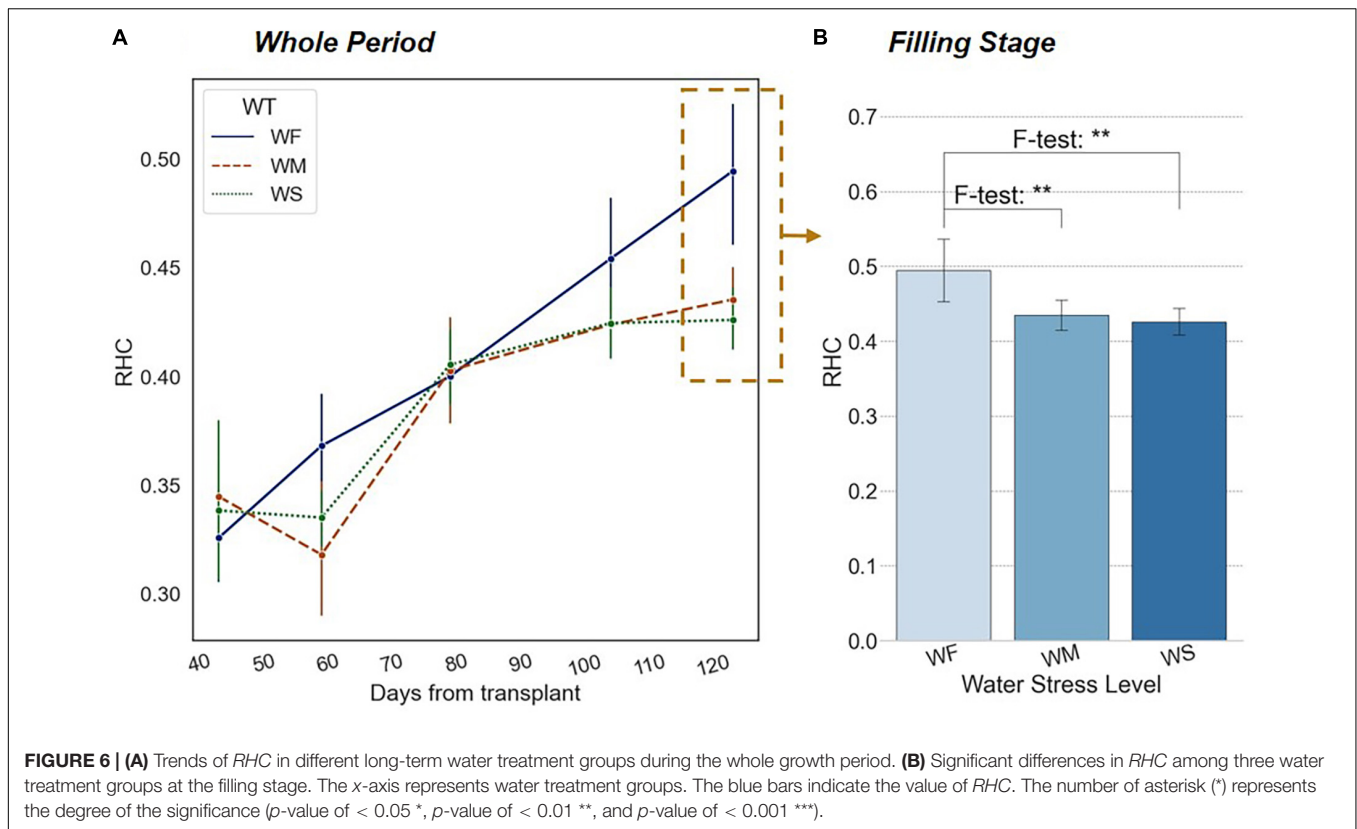 A
Whole Period
WT
WF
WM
WS
RHC
0.50
0.45
0.40
0.35
0.30
40
50
60
70
80
90
100
110
120
Days from transplant
B
Filling Stage
F-test: **
F-test: **
RHC
0.7
0.6
0.5
0.4
0.3
0.2
0.1
0.0
WF
WM
WS
Water Stress Level
FIGURE 6 | (A) Trends of RHC in different long-term water treatment groups during the whole growth period. (B) Significant differences in RHC among three water
treatment groups at the filling stage. The x-axis represents water treatment groups. The blue bars indicate the value of RHC. The number of asterisk (*) represents
the degree of the significance (p-value of < 0.05 *, p-value of < 0.01 **, and p-value of < 0.001 ***).